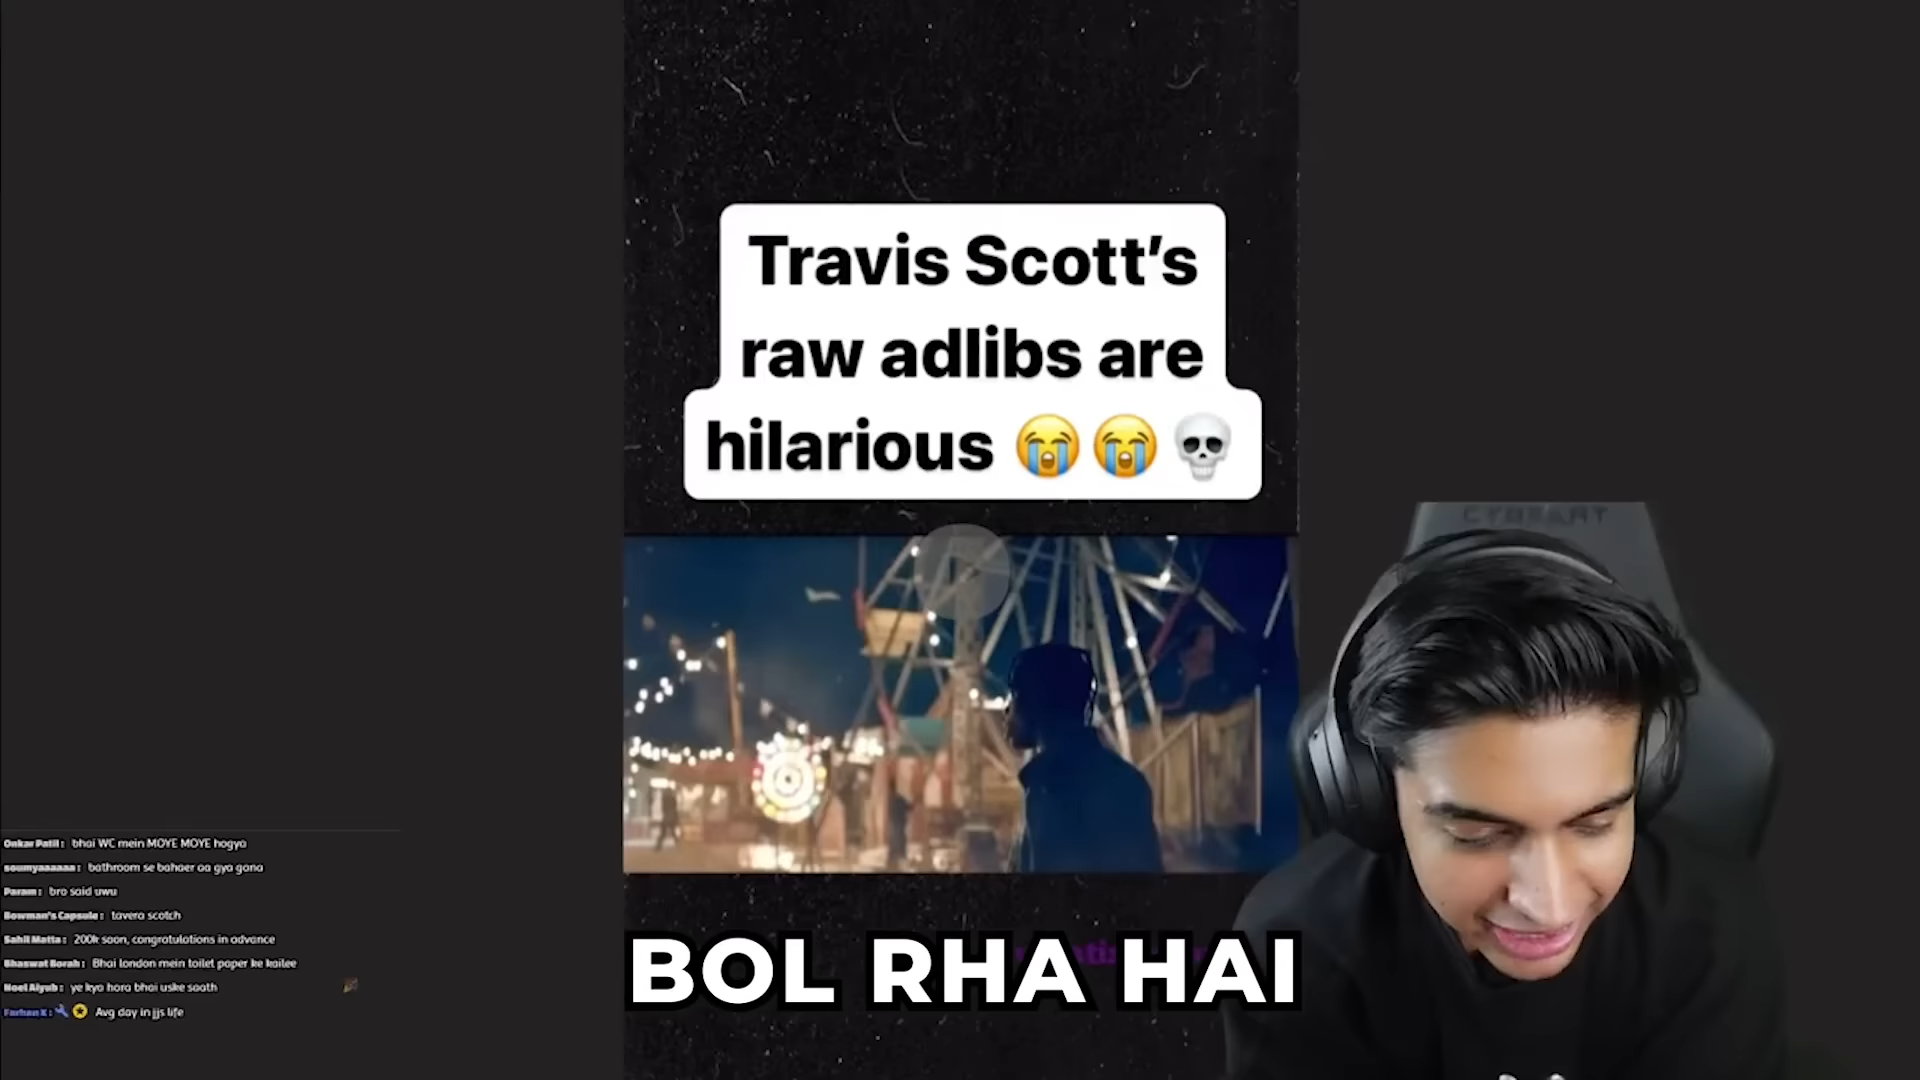 Travis Scott's
raw adlibs are
hilarious 😭😭💀
CYBEART
Onkar Patil : bhai WC mein MOYE MOYE hogya
soumyaaaaaa : bathroom se bahaer aa gya gana
Param : bro said uwu
Bowman's Capsule : tavera scotch
Sahil Matta : 200k soon, congratulations in advance
Bhaswat Borah : Bhai london mein toilet paper ke kailee
Noel Aiyub : ye kya hora bhai uske saath
Farhan K : Avg day in jjs life
BOL RHA HAI